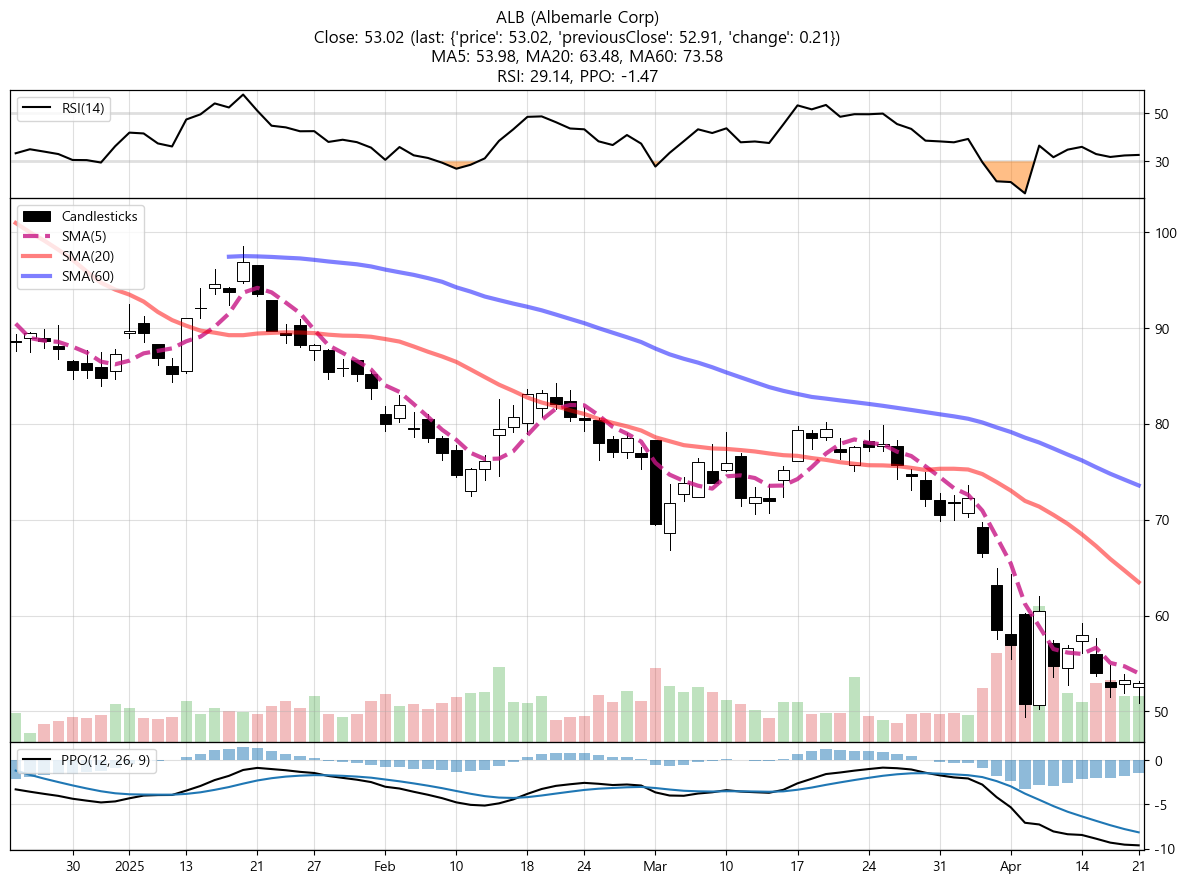 ALB (Albemarle Corp)
Close: 53.02 (last: {'price': 53.02, 'previousClose': 52.91, 'change': 0.21})
MA5: 53.98, MA20: 63.48, MA60: 73.58
RSI: 29.14, PPO: -1.47
RSI(14)
50
30
Candlesticks
SMA(5)
SMA(20)
SMA(60)
100
90
80
70
60
50
PPO(12, 26, 9)
0
-5
-10
30 2025 13 21 27 Feb 10 18 24 Mar 10 17 24 31 Apr 14 21